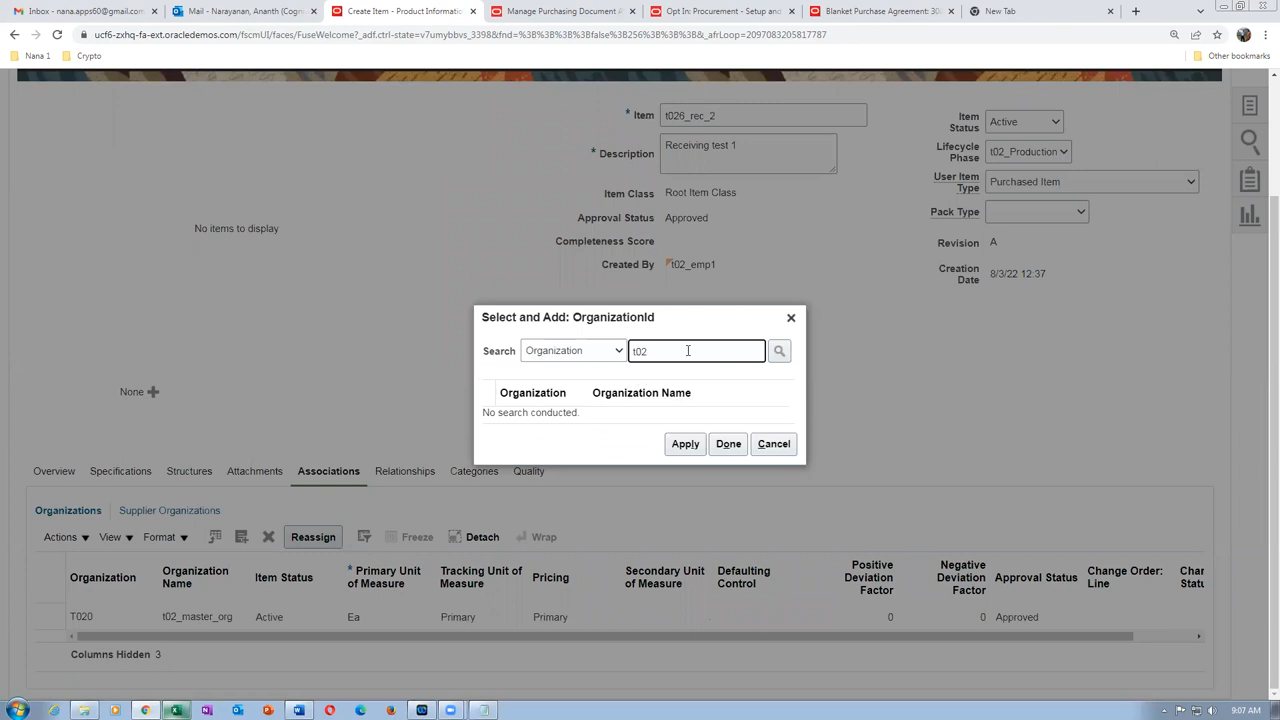 Inbox - nana.apps60@gmail.com
Mail - Narayanan, Ananth (Cogni
Create Item - Product Informatio
Manage Purchasing Document A
Opt In: Procurement - Setup and
Blanket Purchase Agreement: 30
New Tab
ucf6-zxhq-fa-ext.oracledemos.com/fscmUI/faces/FuseWelcome?_adf.ctrl-state=v7umybbvs_3398&fnd=%3B%3B%3B%3Bfalse%3B256%3B%3B%3B&_afrLoop=2097083205817787
Nana 1
Crypto
Other bookmarks
* Item t026_rec_2
Item Status Active
* Description Receiving test 1
Lifecycle Phase t02_Production
User Item Type Purchased Item
Item Class Root Item Class
Approval Status Approved
Pack Type
No items to display
Completeness Score
Revision A
Created By t02_emp1
Creation Date 8/3/22 12:37
Select and Add: OrganizationId
Search Organization t02
Organization Organization Name
No search conducted.
Apply Done Cancel
None
Overview Specifications Structures Attachments Associations Relationships Categories Quality
Organizations Supplier Organizations
Actions View Format Reassign Freeze Detach Wrap
Organization
Organization Name
Item Status
* Primary Unit of Measure
Tracking Unit of Measure
Pricing
Secondary Unit of Measure
Defaulting Control
Positive Deviation Factor
Negative Deviation Factor
Approval Status
Change Order: Line
Cha Statu
T020 t02_master_org Active Ea Primary Primary 0 0 Approved
Columns Hidden 3
9:07 AM